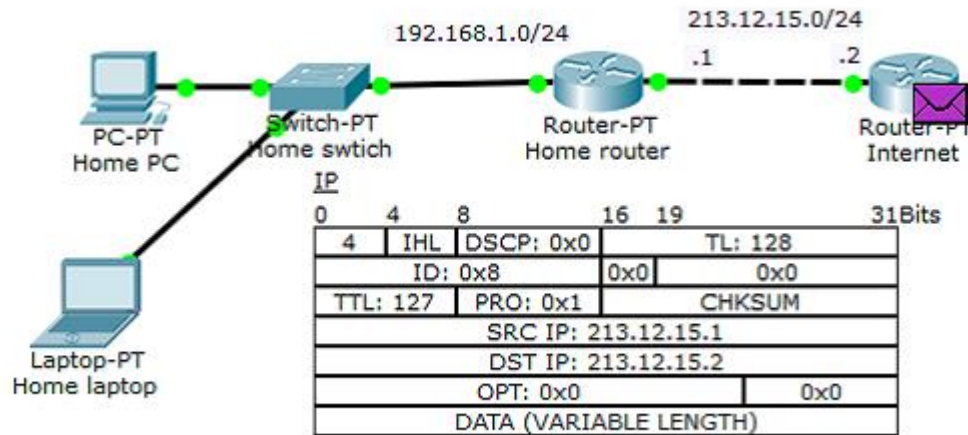 192.168.1.0/24
213.12.15.0/24
.1
.2
PC-PT
Home PC
Switch-PT
Home swtich
Router-PT
Home router
Router-PT
Internet
Laptop-PT
Home laptop
IP
0 4 8 16 19 31Bits
4 IHL DSCP: 0x0 TL: 128
ID: 0x8 0x0 0x0
TTL: 127 PRO: 0x1 CHKSUM
SRC IP: 213.12.15.1
DST IP: 213.12.15.2
OPT: 0x0 0x0
DATA (VARIABLE LENGTH)